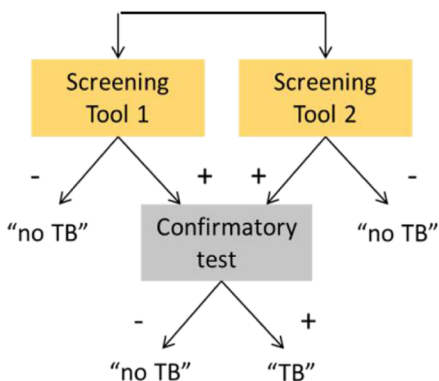 Screening
Tool 1
Screening
Tool 2
- + + -
“no TB”
Confirmatory
test
“no TB”
- +
“no TB” “TB”